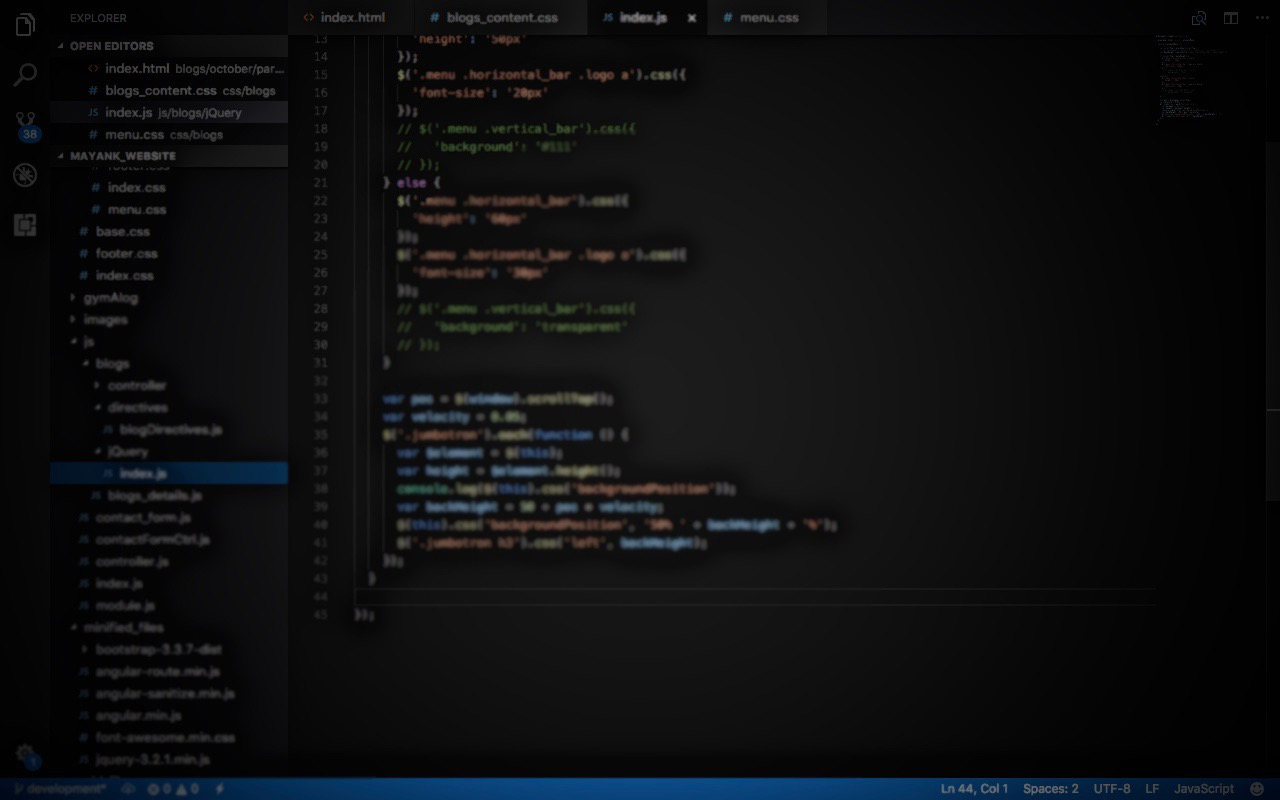 EXPLORER
index.html
blogs_content.css
index.js
menu.css
OPEN EDITORS
index.html blogs/october/par...
blogs_content.css css/blogs
index.js js/blogs/jQuery
menu.css css/blogs
38
MAYANK_WEBSITE
footer.css
index.css
menu.css
base.css
footer.css
index.css
gymAlog
images
js
blogs
controller
directives
blogDirectives.js
jQuery
index.js
blogs_details.js
contact_form.js
contactFormCtrl.js
controller.js
index.js
module.js
minified_files
bootstrap-3.3.7-dist
angular-route.min.js
angular-sanitize.min.js
angular.min.js
font-awesome.min.css
jquery-3.2.1.min.js
13 'height': '50px'
14 });
15 $('.menu .horizontal_bar .logo a').css({
16 'font-size': '20px'
17 });
18 // $('.menu .vertical_bar').css({
19 // 'background': '#111'
20 // });
21 } else {
22 $('.menu .horizontal_bar').css({
23 'height': '60px'
24 });
25 $('.menu .horizontal_bar .logo a').css({
26 'font-size': '30px'
27 });
28 // $('.menu .vertical_bar').css({
29 // 'background': 'transparent'
30 // });
31 }
32
33 var pos = $(window).scrollTop();
34 var velocity = 0.05;
35 $('.jumbotron').each(function () {
36 var $element = $(this);
37 var height = $element.height();
38 console.log($(this).css('backgroundPosition'));
39 var backHeight = 50 + pos * velocity;
40 $(this).css('backgroundPosition', '50% ' + backHeight + '%');
41 $('.jumbotron h3').css('left', backHeight);
42 });
43 }
44
45 });
1
development* 0 0
Ln 44, Col 1 Spaces: 2 UTF-8 LF JavaScript